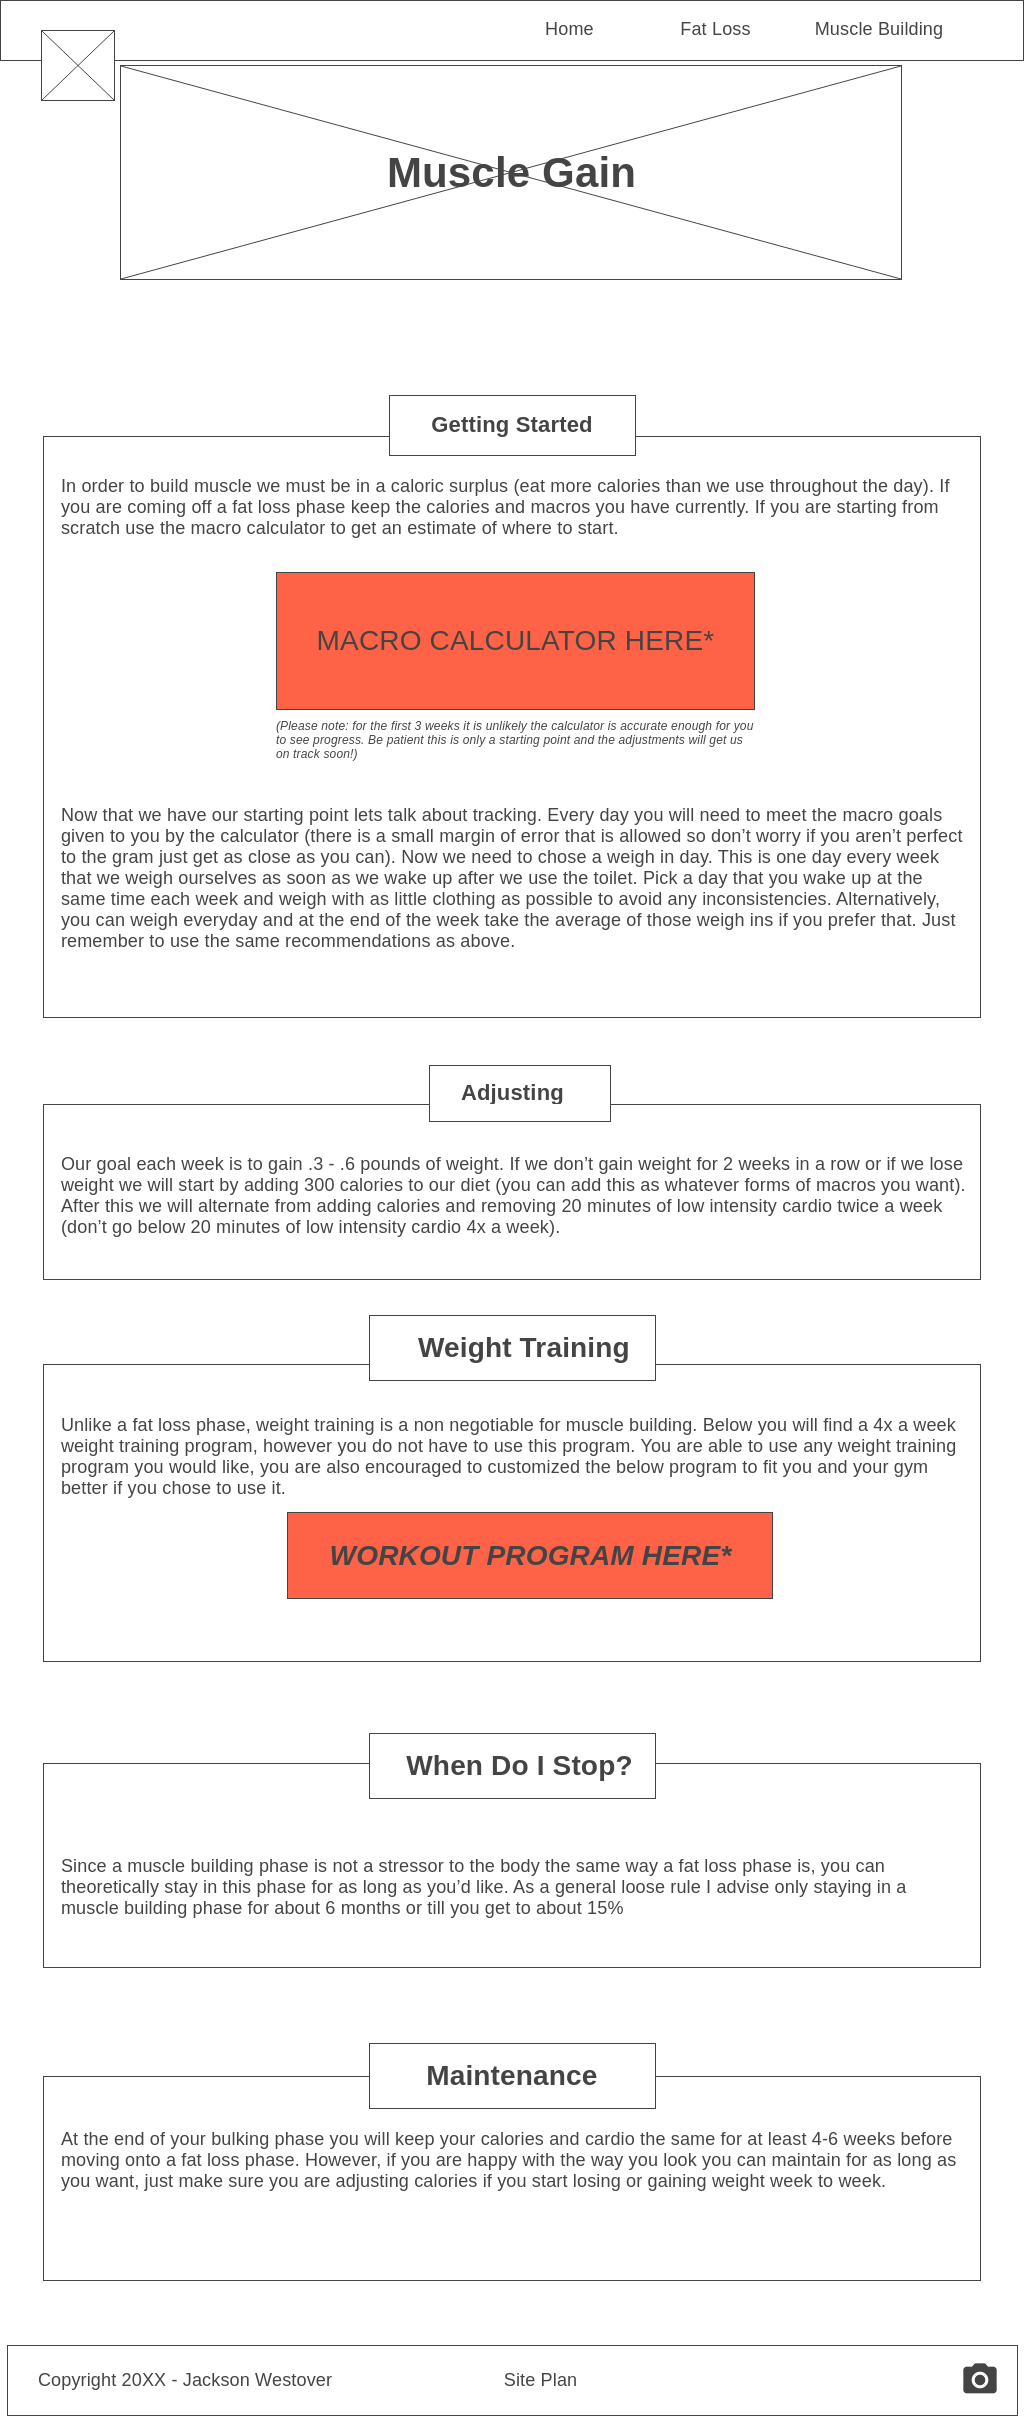 Home Fat Loss Muscle Building
Muscle Gain
Getting Started
In order to build muscle we must be in a caloric surplus (eat more calories than we use throughout the day). If
you are coming off a fat loss phase keep the calories and macros you have currently. If you are starting from
scratch use the macro calculator to get an estimate of where to start.
MACRO CALCULATOR HERE*
(Please note: for the first 3 weeks it is unlikely the calculator is accurate enough for you
to see progress. Be patient this is only a starting point and the adjustments will get us
on track soon!)
Now that we have our starting point lets talk about tracking. Every day you will need to meet the macro goals
given to you by the calculator (there is a small margin of error that is allowed so don’t worry if you aren’t perfect
to the gram just get as close as you can). Now we need to chose a weigh in day. This is one day every week
that we weigh ourselves as soon as we wake up after we use the toilet. Pick a day that you wake up at the
same time each week and weigh with as little clothing as possible to avoid any inconsistencies. Alternatively,
you can weigh everyday and at the end of the week take the average of those weigh ins if you prefer that. Just
remember to use the same recommendations as above.
Adjusting
Our goal each week is to gain .3 - .6 pounds of weight. If we don’t gain weight for 2 weeks in a row or if we lose
weight we will start by adding 300 calories to our diet (you can add this as whatever forms of macros you want).
After this we will alternate from adding calories and removing 20 minutes of low intensity cardio twice a week
(don’t go below 20 minutes of low intensity cardio 4x a week).
Weight Training
Unlike a fat loss phase, weight training is a non negotiable for muscle building. Below you will find a 4x a week
weight training program, however you do not have to use this program. You are able to use any weight training
program you would like, you are also encouraged to customized the below program to fit you and your gym
better if you chose to use it.
WORKOUT PROGRAM HERE*
When Do I Stop?
Since a muscle building phase is not a stressor to the body the same way a fat loss phase is, you can
theoretically stay in this phase for as long as you’d like. As a general loose rule I advise only staying in a
muscle building phase for about 6 months or till you get to about 15%
Maintenance
At the end of your bulking phase you will keep your calories and cardio the same for at least 4-6 weeks before
moving onto a fat loss phase. However, if you are happy with the way you look you can maintain for as long as
you want, just make sure you are adjusting calories if you start losing or gaining weight week to week.
Copyright 20XX - Jackson Westover Site Plan